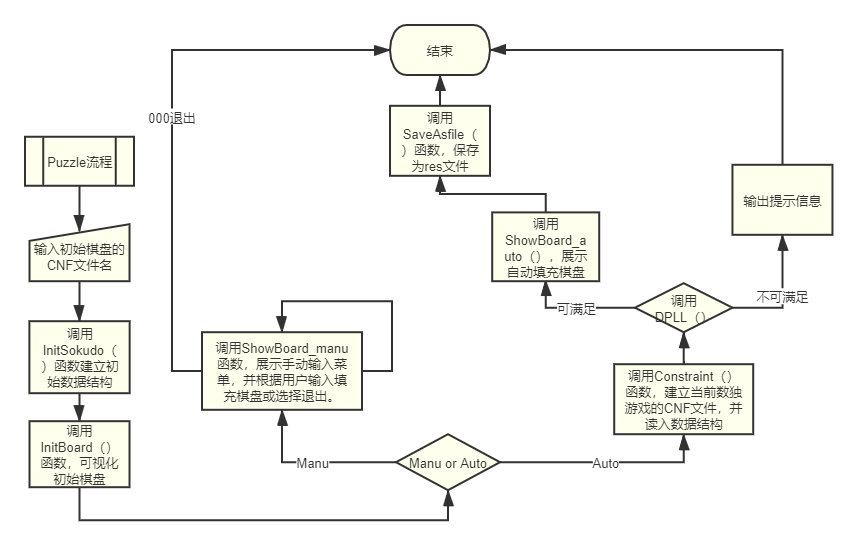 结束
000退出
调用
SaveAsfile（
）函数，保存
为res文件
Puzzle流程
输出提示信息
输入初始棋盘的
CNF文件名
调用
ShowBoard_a
uto（），展示
自动填充棋盘
可满足
调用
DPLL（）
不可满足
调用
InitSokudo（
）函数建立初
始数据结构
调用ShowBoard_manu
函数，展示手动输入菜
单，并根据用户输入填
充棋盘或选择退出。
调用Constraint（）
函数，建立当前数独
游戏的CNF文件，并
读入数据结构
调用
InitBoard（）
函数，可视化
初始棋盘
Manu
Manu or Auto
Auto